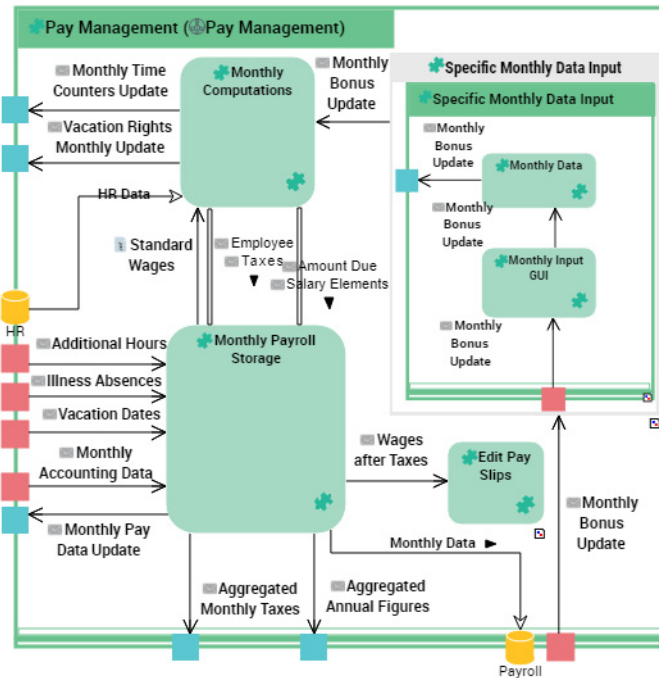 Pay Management (Pay Management)
Monthly Time
Counters Update
Vacation Rights
Monthly Update
HR Data
Monthly
Computations
Monthly
Bonus
Update
Specific Monthly Data Input
Specific Monthly Data Input
Monthly
Bonus
Update
Monthly Data
Monthly
Bonus
Update
Monthly Input
GUI
Monthly
Bonus
Update
Standard
Wages
Employee
Taxes
Amount Due
Salary Elements
HR
Monthly Payroll
Storage
Additional Hours
Illness Absences
Vacation Dates
Monthly
Accounting Data
Monthly Pay
Data Update
Wages
after Taxes
Edit Pay
Slips
Monthly Data
Monthly
Bonus
Update
Aggregated
Monthly Taxes
Aggregated
Annual Figures
Payroll